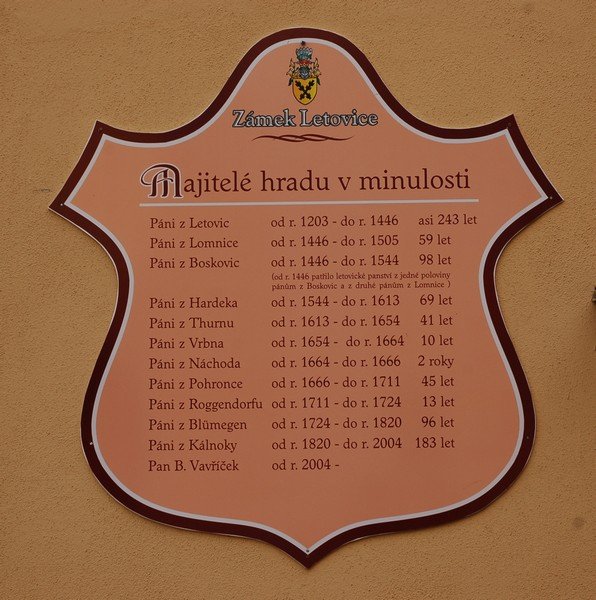 Zámek Letovice
Majitelé hradu v minulosti
Páni z Letovic od r. 1203 - do r. 1446 asi 243 let
Páni z Lomnice od r. 1446 - do r. 1505 59 let
Páni z Boskovic od r. 1446 - do r. 1544 98 let
(od r. 1446 patřilo letovické panství z jedné poloviny
pánům z Boskovic a z druhé pánům z Lomnice )
Páni z Hardeka od r. 1544 - do r. 1613 69 let
Páni z Thurnu od r. 1613 - do r. 1654 41 let
Páni z Vrbna od r. 1654 - do r. 1664 10 let
Páni z Náchoda od r. 1664 - do r. 1666 2 roky
Páni z Pohronce od r. 1666 - do r. 1711 45 let
Páni z Roggendorfu od r. 1711 - do r. 1724 13 let
Páni z Blümegen od r. 1724 - do r. 1820 96 let
Páni z Kálnoky od r. 1820 - do r. 2004 183 let
Pan B. Vavříček od r. 2004 -